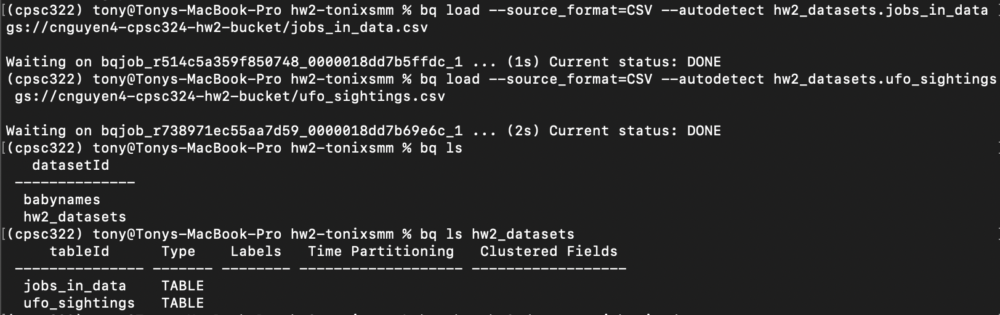 (cpsc322) tony@Tonys-MacBook-Pro hw2-tonixsmm % bq load --source_format=CSV --autodetect hw2_datasets.jobs_in_data
gs://cnguyen4-cpsc324-hw2-bucket/jobs_in_data.csv
Waiting on bqjob_r514c5a359f850748_0000018dd7b5ffdc_1 ... (1s) Current status: DONE
(cpsc322) tony@Tonys-MacBook-Pro hw2-tonixsmm % bq load --source_format=CSV --autodetect hw2_datasets.ufo_sightings
gs://cnguyen4-cpsc324-hw2-bucket/ufo_sightings.csv
Waiting on bqjob_r738971ec55aa7d59_0000018dd7b69e6c_1 ... (2s) Current status: DONE
[(cpsc322) tony@Tonys-MacBook-Pro hw2-tonixsmm % bq ls
datasetId
--------------
babynames
hw2_datasets
[(cpsc322) tony@Tonys-MacBook-Pro hw2-tonixsmm % bq ls hw2_datasets
tableId Type Labels Time Partitioning Clustered Fields
--------------- ------- -------- ------------------- ------------------
jobs_in_data TABLE
ufo_sightings TABLE